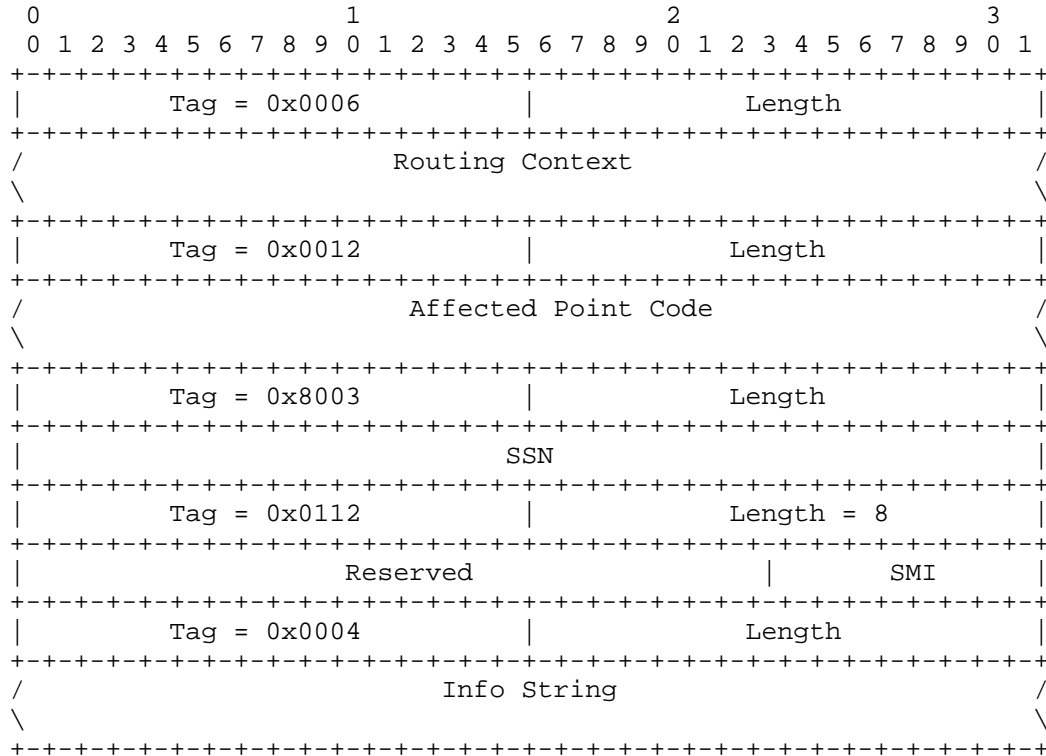 0                   1                   2                   3
 0 1 2 3 4 5 6 7 8 9 0 1 2 3 4 5 6 7 8 9 0 1 2 3 4 5 6 7 8 9 0 1
+-+-+-+-+-+-+-+-+-+-+-+-+-+-+-+-+-+-+-+-+-+-+-+-+-+-+-+-+-+-+-+-+
|         Tag = 0x0006          |             Length            |
+-+-+-+-+-+-+-+-+-+-+-+-+-+-+-+-+-+-+-+-+-+-+-+-+-+-+-+-+-+-+-+-+
/                       Routing Context                         /
\                                                               \
+-+-+-+-+-+-+-+-+-+-+-+-+-+-+-+-+-+-+-+-+-+-+-+-+-+-+-+-+-+-+-+-+
|         Tag = 0x0012          |            Length             |
+-+-+-+-+-+-+-+-+-+-+-+-+-+-+-+-+-+-+-+-+-+-+-+-+-+-+-+-+-+-+-+-+
/                        Affected Point Code                    /
\                                                               \
+-+-+-+-+-+-+-+-+-+-+-+-+-+-+-+-+-+-+-+-+-+-+-+-+-+-+-+-+-+-+-+-+
|         Tag = 0x8003          |            Length             |
+-+-+-+-+-+-+-+-+-+-+-+-+-+-+-+-+-+-+-+-+-+-+-+-+-+-+-+-+-+-+-+-+
|                              SSN                              |
+-+-+-+-+-+-+-+-+-+-+-+-+-+-+-+-+-+-+-+-+-+-+-+-+-+-+-+-+-+-+-+-+
|         Tag = 0x0112          |            Length = 8         |
+-+-+-+-+-+-+-+-+-+-+-+-+-+-+-+-+-+-+-+-+-+-+-+-+-+-+-+-+-+-+-+-+
|                    Reserved                  |       SMI      |
+-+-+-+-+-+-+-+-+-+-+-+-+-+-+-+-+-+-+-+-+-+-+-+-+-+-+-+-+-+-+-+-+
|         Tag = 0x0004          |             Length            |
+-+-+-+-+-+-+-+-+-+-+-+-+-+-+-+-+-+-+-+-+-+-+-+-+-+-+-+-+-+-+-+-+
/                          Info String                          /
\                                                               \
+-+-+-+-+-+-+-+-+-+-+-+-+-+-+-+-+-+-+-+-+-+-+-+-+-+-+-+-+-+-+-+-+